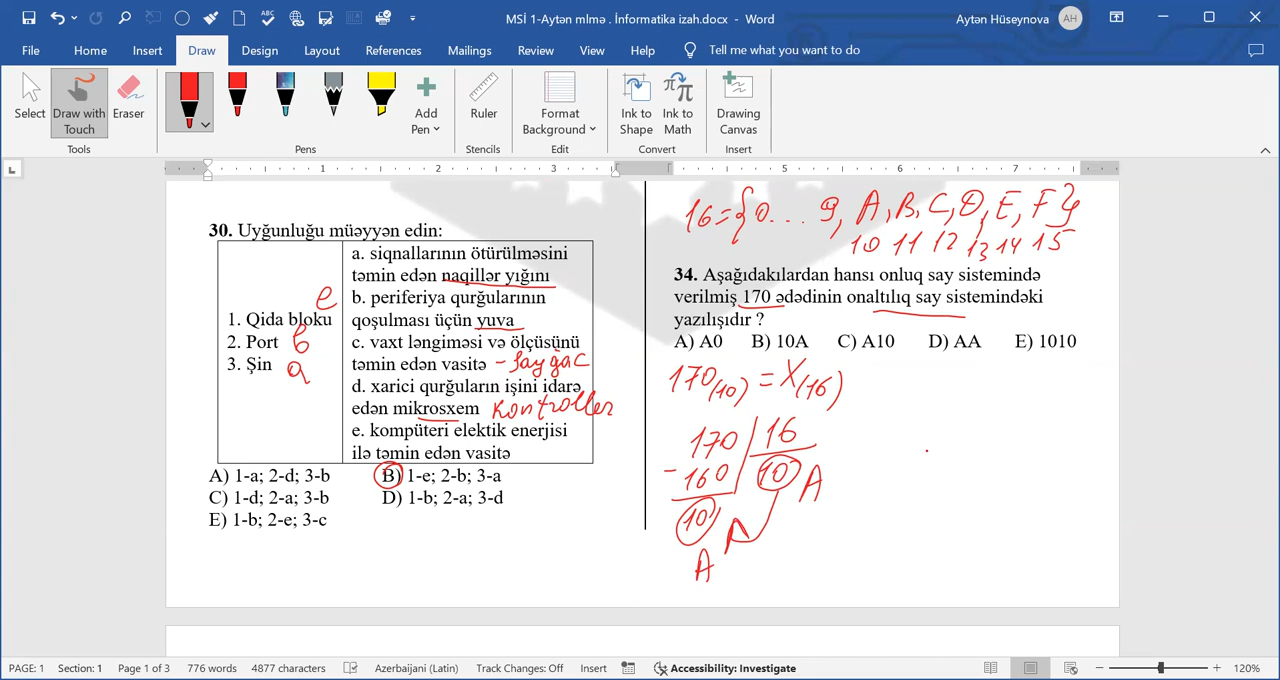 MSİ 1-Aytən mlmə . İnformatika izah.docx - Word
Aytən Hüseynova
AH
File Home Insert Draw Design Layout References Mailings Review View Help Tell me what you want to do
Select
Draw with Touch
Eraser
Add Pen
Ruler
Format Background
Ink to Shape
Ink to Math
Drawing Canvas
Tools
Pens
Stencils
Edit
Convert
Insert
L
1 2 3 5 6 7
30. Uyğunluğu müəyyən edin:
1. Qida bloku e
2. Port b
3. Şin a
a. siqnallarının ötürülməsini
təmin edən naqillər yığını
b. periferiya qurğularının
qoşulması üçün yuva
c. vaxt ləngiməsi və ölçüsünü
təmin edən vasitə - Sayğac
d. xarici qurğuların işini idarə
edən mikrosxem Kontroller
e. kompüteri elektik enerjisi
ilə təmin edən vasitə
A) 1-a; 2-d; 3-b B) 1-e; 2-b; 3-a
C) 1-d; 2-a; 3-b D) 1-b; 2-a; 3-d
E) 1-b; 2-e; 3-c
16={0... 9, A, B, C, D, E, F}
10 11 12 13 14 15
34. Aşağıdakılardan hansı onluq say sistemində
verilmiş 170 ədədinin onaltılıq say sistemindəki
yazılışıdır ?
A) A0 B) 10A C) A10 D) AA E) 1010
170(10) = X(16)
170 16
-160 10 A
10
A
PAGE: 1 Section: 1 Page 1 of 3 776 words 4877 characters Azerbaijani (Latin) Track Changes: Off Insert Accessibility: Investigate 120%